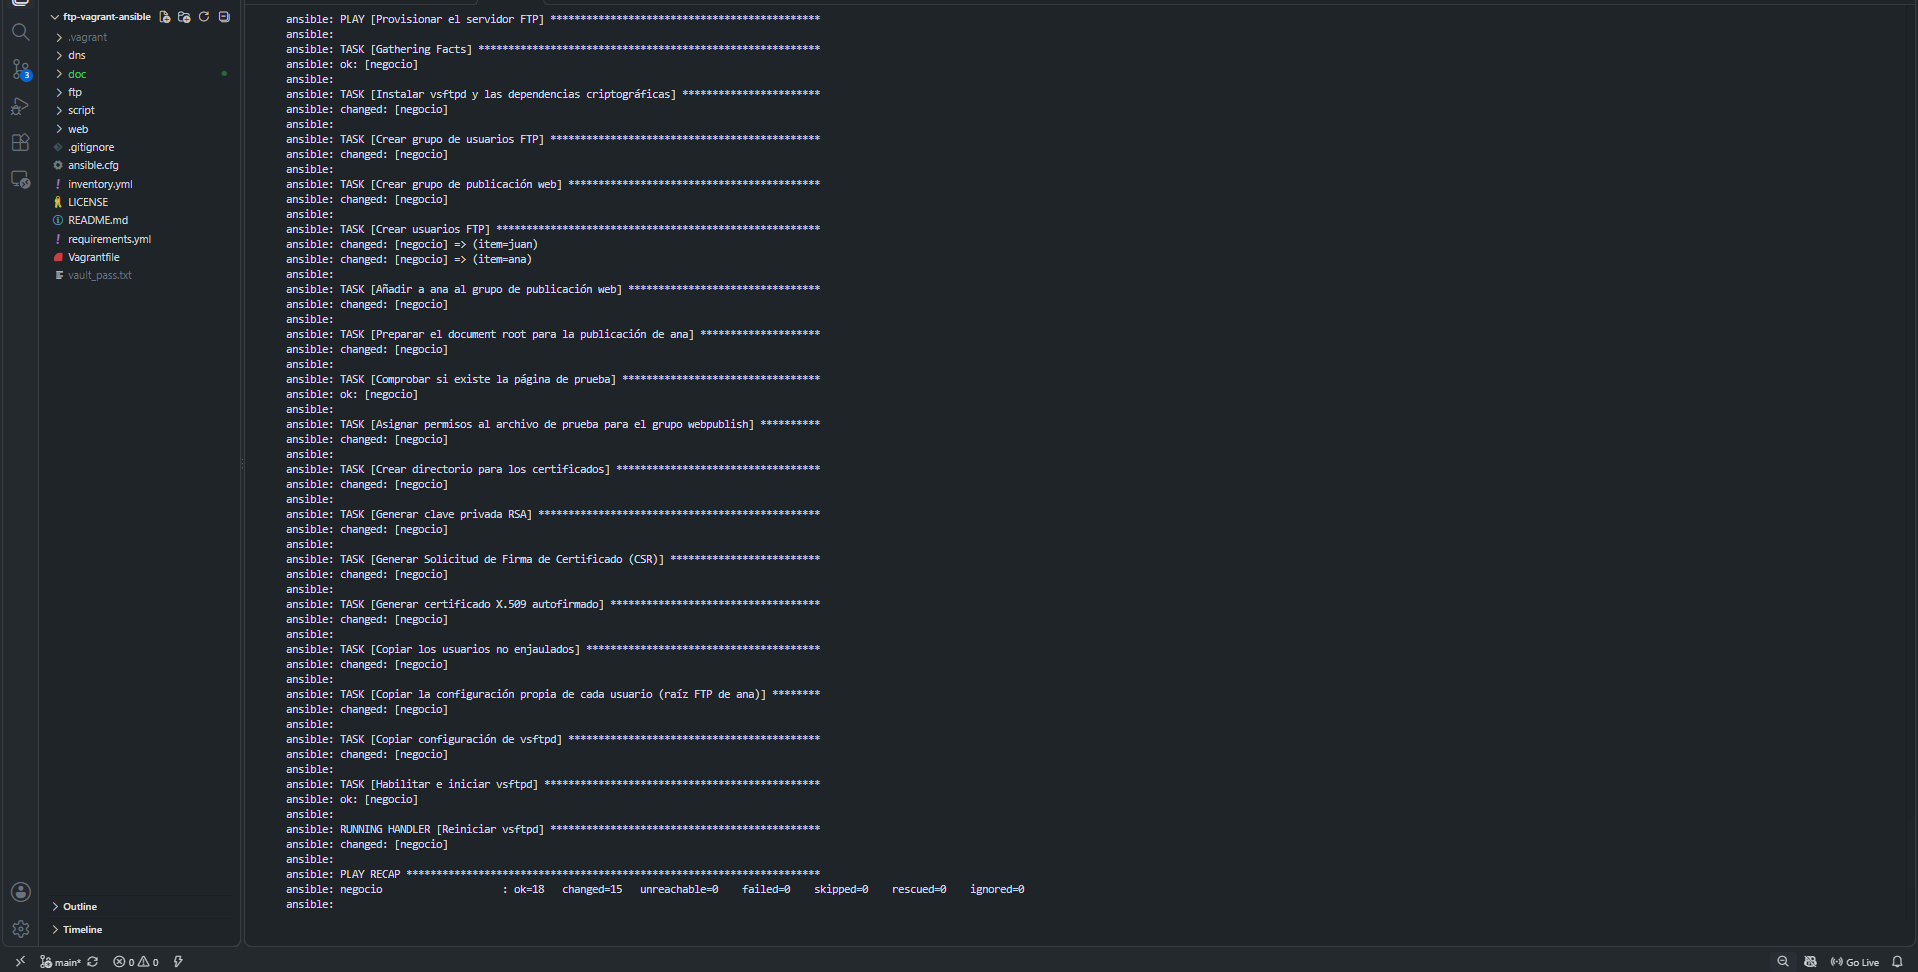 ftp-vagrant-ansible
.vagrant
dns
doc
ftp
script
web
.gitignore
ansible.cfg
! inventory.yml
LICENSE
README.md
! requirements.yml
Vagrantfile
vault_pass.txt
3
Outline
Timeline
ansible: PLAY [Provisionar el servidor FTP] *********************************************
ansible:
ansible: TASK [Gathering Facts] *********************************************************
ansible: ok: [negocio]
ansible:
ansible: TASK [Instalar vsftpd y las dependencias criptográficas] ***********************
ansible: changed: [negocio]
ansible:
ansible: TASK [Crear grupo de usuarios FTP] *********************************************
ansible: changed: [negocio]
ansible:
ansible: TASK [Crear grupo de publicación web] ******************************************
ansible: changed: [negocio]
ansible:
ansible: TASK [Crear usuarios FTP] ******************************************************
ansible: changed: [negocio] => (item=juan)
ansible: changed: [negocio] => (item=ana)
ansible:
ansible: TASK [Añadir a ana al grupo de publicación web] ********************************
ansible: changed: [negocio]
ansible:
ansible: TASK [Preparar el document root para la publicación de ana] ********************
ansible: changed: [negocio]
ansible:
ansible: TASK [Comprobar si existe la página de prueba] *********************************
ansible: ok: [negocio]
ansible:
ansible: TASK [Asignar permisos al archivo de prueba para el grupo webpublish] **********
ansible: changed: [negocio]
ansible:
ansible: TASK [Crear directorio para los certificados] **********************************
ansible: changed: [negocio]
ansible:
ansible: TASK [Generar clave privada RSA] ***********************************************
ansible: changed: [negocio]
ansible:
ansible: TASK [Generar Solicitud de Firma de Certificado (CSR)] *************************
ansible: changed: [negocio]
ansible:
ansible: TASK [Generar certificado X.509 autofirmado] ***********************************
ansible: changed: [negocio]
ansible:
ansible: TASK [Copiar los usuarios no enjaulados] ***************************************
ansible: changed: [negocio]
ansible:
ansible: TASK [Copiar la configuración propia de cada usuario (raíz FTP de ana)] ********
ansible: changed: [negocio]
ansible:
ansible: TASK [Copiar configuración de vsftpd] ******************************************
ansible: changed: [negocio]
ansible:
ansible: TASK [Habilitar e iniciar vsftpd] **********************************************
ansible: ok: [negocio]
ansible:
ansible: RUNNING HANDLER [Reiniciar vsftpd] *********************************************
ansible: changed: [negocio]
ansible:
ansible: PLAY RECAP *********************************************************************
ansible: negocio : ok=18 changed=15 unreachable=0 failed=0 skipped=0 rescued=0 ignored=0
ansible:
main* 0 0 Go Live